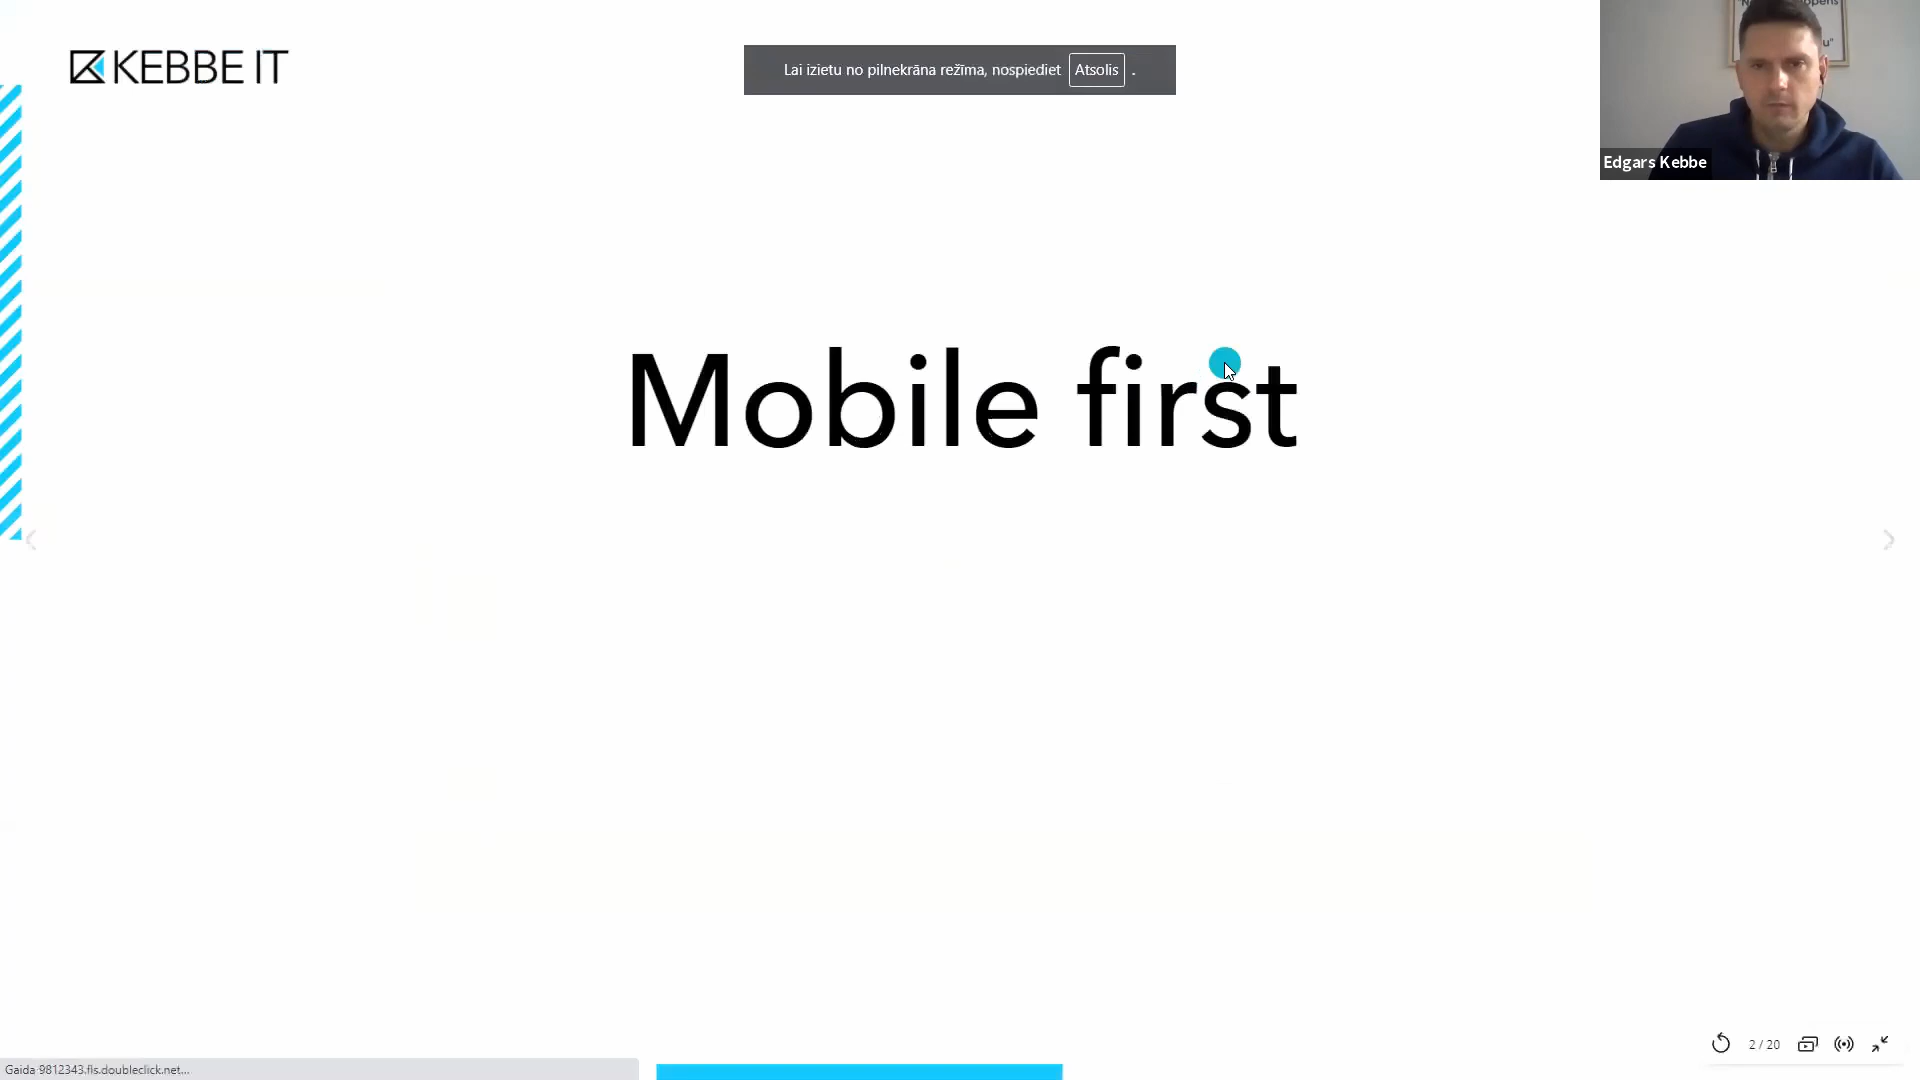 KEBBE IT
Lai izietu no pilnekrāna režīma, nospiediet Atsolis .
Edgars Kebbe
Mobile first
2 / 20
Gaida 9812343.fls.doubleclick.net...